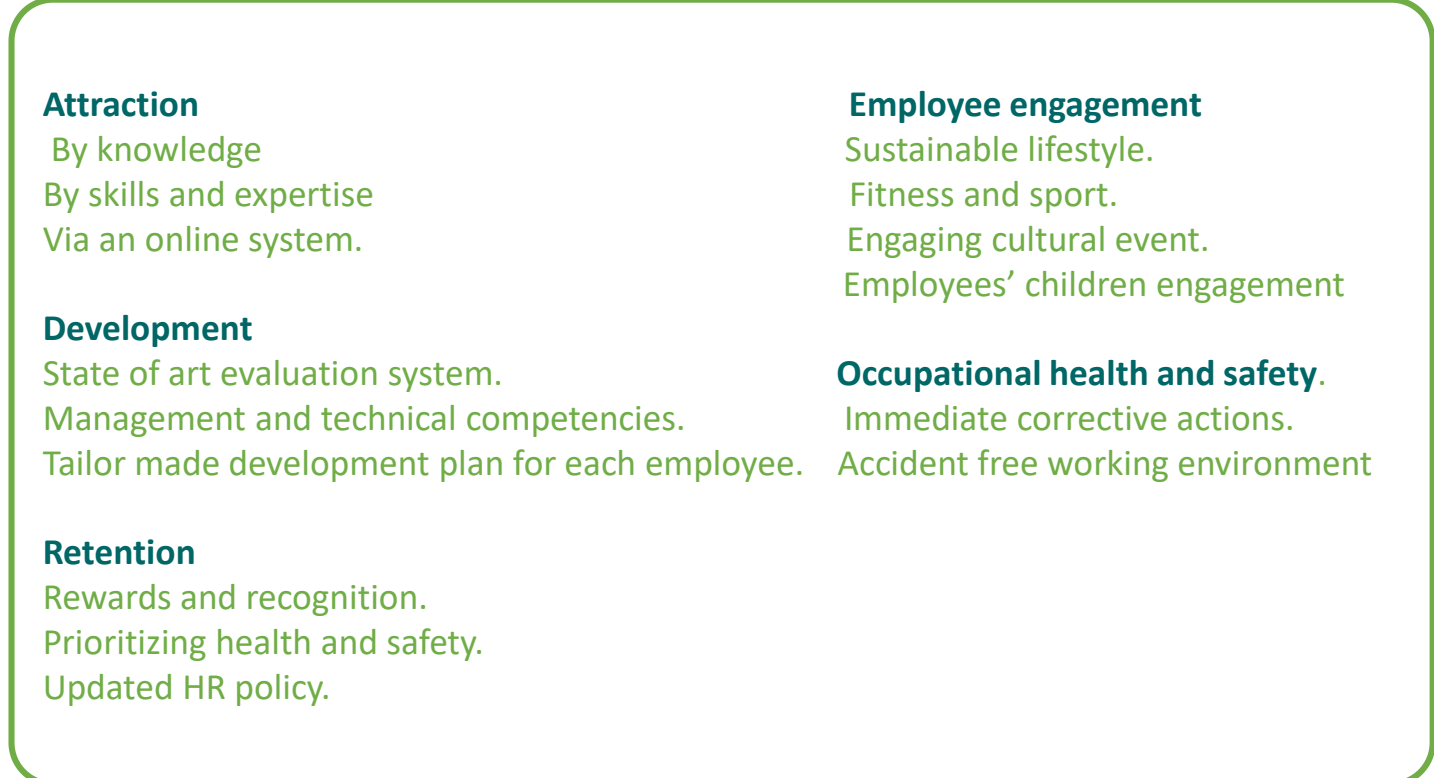 Attraction
By knowledge
By skills and expertise
Via an online system.
Development
State of art evaluation system.
Management and technical competencies.
Tailor made development plan for each employee.
Retention
Rewards and recognition.
Prioritizing health and safety.
Updated HR policy.
Employee engagement
Sustainable lifestyle.
Fitness and sport.
Engaging cultural event.
Employees’ children engagement
Occupational health and safety.
Immediate corrective actions.
Accident free working environment